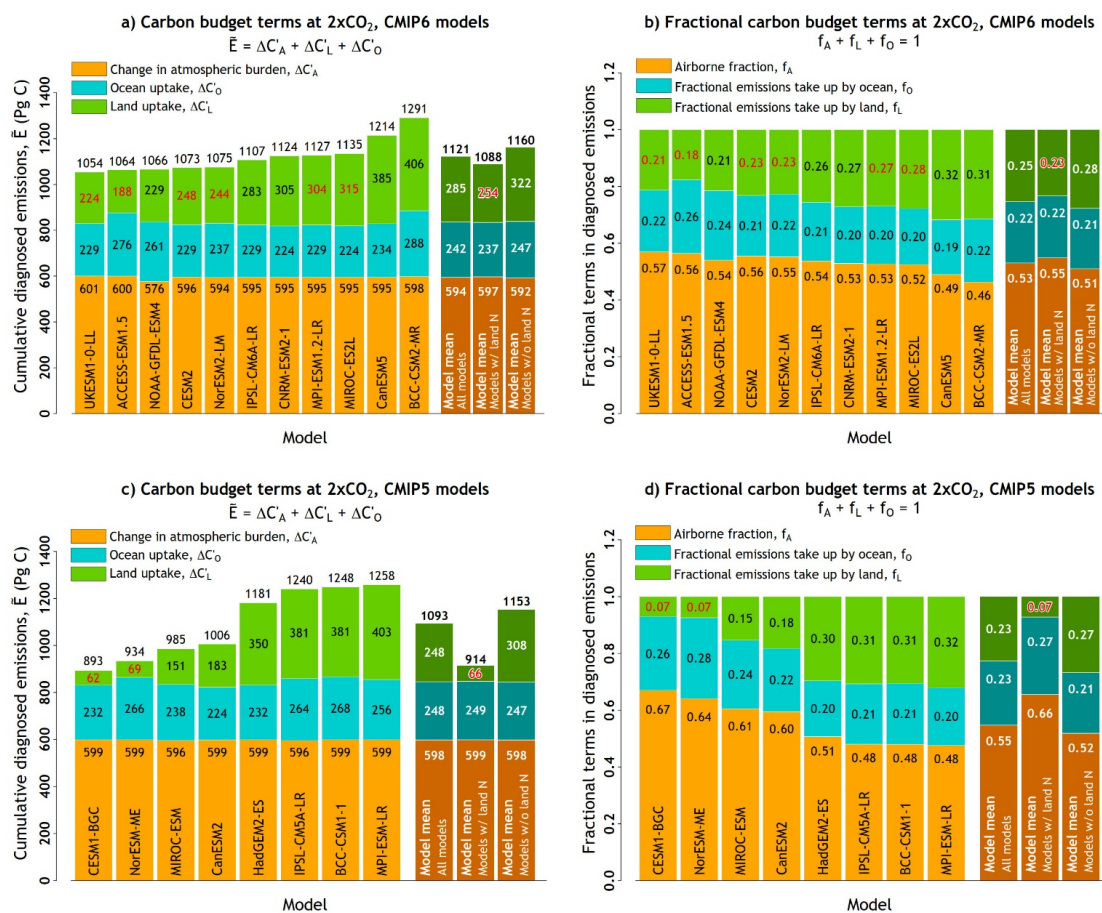 a) Carbon budget terms at 2xCO₂, CMIP6 models
Ẽ = ΔC'A + ΔC'L + ΔC'O
Change in atmospheric burden, ΔC'A
Ocean uptake, ΔC'O
Land uptake, ΔC'L
Cumulative diagnosed emissions, Ẽ (Pg C)
0 200 400 600 800 1000 1200 1400
1054 1064 1066 1073 1075 1107 1124 1127 1135 1214 1291 1121 1088 1160
224 188 229 248 244 283 305 304 315 385 406 285 254 322
229 276 261 229 237 229 224 229 224 234 288 242 237 247
601 600 576 596 594 595 595 595 595 595 598 594 597 592
UKESM1-0-LL
ACCESS-ESM1.5
NOAA-GFDL-ESM4
CESM2
NorESM2-LM
IPSL-CM6A-LR
CNRM-ESM2-1
MPI-ESM1.2-LR
MIROC-ES2L
CanESM5
BCC-CSM2-MR
Model mean
All models
Model mean
Models w/ land N
Model mean
Models w/o land N
Model
b) Fractional carbon budget terms at 2xCO₂, CMIP6 models
fA + fL + fO = 1
Airborne fraction, fA
Fractional emissions take up by ocean, fO
Fractional emissions take up by land, fL
Fractional terms in diagnosed emissions
0.0 0.2 0.4 0.6 0.8 1.0 1.2
0.21 0.18 0.21 0.23 0.23 0.26 0.27 0.27 0.28 0.32 0.31 0.25 0.23 0.28
0.22 0.26 0.24 0.21 0.22 0.21 0.20 0.20 0.20 0.19 0.22 0.22 0.22 0.21
0.57 0.56 0.54 0.56 0.55 0.54 0.53 0.53 0.52 0.49 0.46 0.53 0.55 0.51
UKESM1-0-LL
ACCESS-ESM1.5
NOAA-GFDL-ESM4
CESM2
NorESM2-LM
IPSL-CM6A-LR
CNRM-ESM2-1
MPI-ESM1.2-LR
MIROC-ES2L
CanESM5
BCC-CSM2-MR
Model mean
All models
Model mean
Models w/ land N
Model mean
Models w/o land N
Model
c) Carbon budget terms at 2xCO₂, CMIP5 models
Ẽ = ΔC'A + ΔC'L + ΔC'O
Change in atmospheric burden, ΔC'A
Ocean uptake, ΔC'O
Land uptake, ΔC'L
Cumulative diagnosed emissions, Ẽ (Pg C)
0 200 400 600 800 1000 1200 1400
893 934 985 1006 1181 1240 1248 1258 1093 914 1153
62 69 151 183 350 381 381 403 248 66 308
232 266 238 224 232 264 268 256 248 249 247
599 599 596 599 599 596 599 599 598 599 598
CESM1-BGC
NorESM-ME
MIROC-ESM
CanESM2
HadGEM2-ES
IPSL-CM5A-LR
BCC-CSM1-1
MPI-ESM-LR
Model mean
All models
Model mean
Models w/ land N
Model mean
Models w/o land N
Model
d) Fractional carbon budget terms at 2xCO₂, CMIP5 models
fA + fL + fO = 1
Airborne fraction, fA
Fractional emissions take up by ocean, fO
Fractional emissions take up by land, fL
Fractional terms in diagnosed emissions
0.0 0.2 0.4 0.6 0.8 1.0 1.2
0.07 0.07 0.15 0.18 0.30 0.31 0.31 0.32 0.23 0.07 0.27
0.26 0.28 0.24 0.22 0.20 0.21 0.21 0.20 0.23 0.27 0.21
0.67 0.64 0.61 0.60 0.51 0.48 0.48 0.48 0.55 0.66 0.52
CESM1-BGC
NorESM-ME
MIROC-ESM
CanESM2
HadGEM2-ES
IPSL-CM5A-LR
BCC-CSM1-1
MPI-ESM-LR
Model mean
All models
Model mean
Models w/ land N
Model mean
Models w/o land N
Model